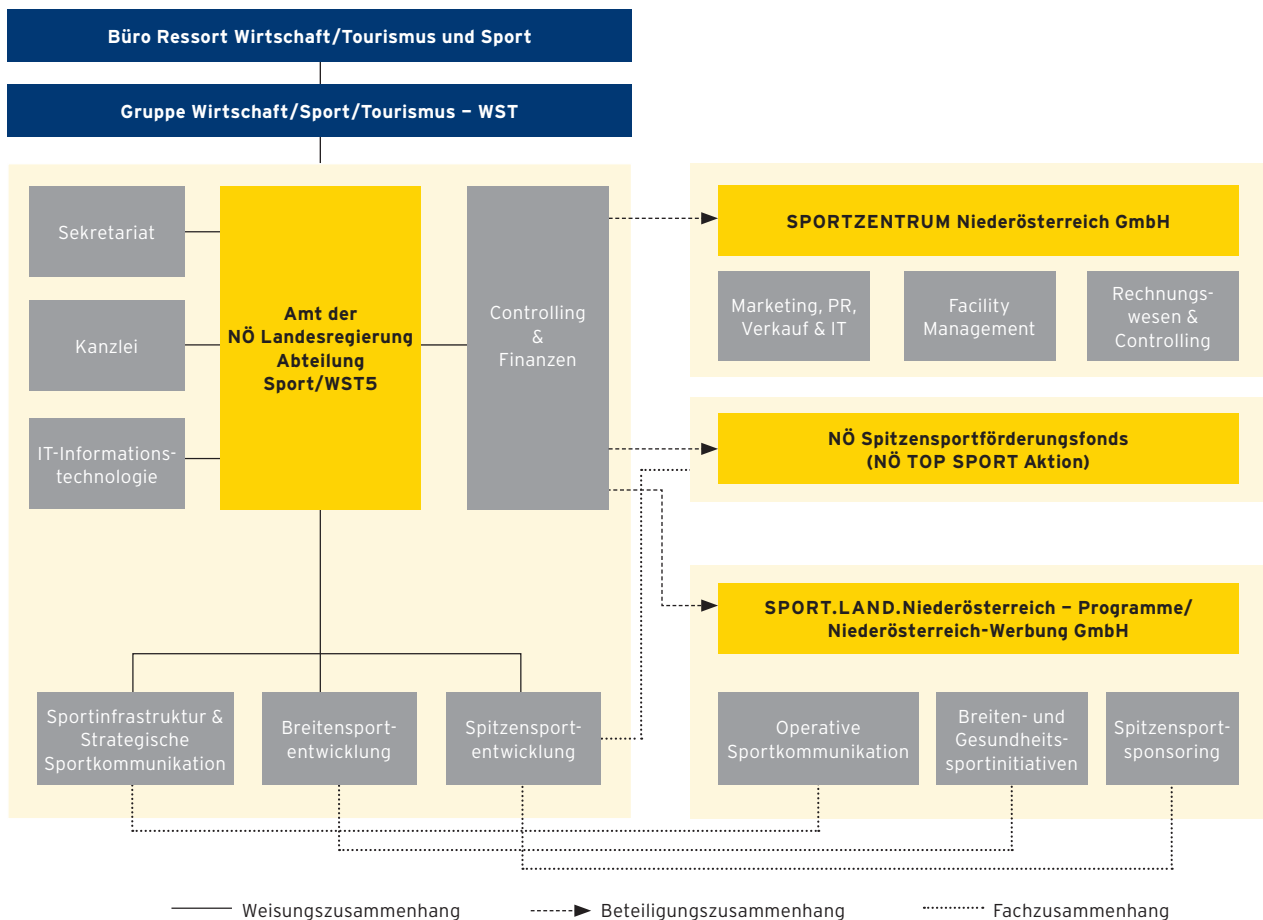 Büro Ressort Wirtschaft/Tourismus und Sport
Gruppe Wirtschaft/Sport/Tourismus – WST
Sekretariat
Kanzlei
IT-Informations-
technologie
Amt der
NÖ Landesregierung
Abteilung
Sport/WST5
Controlling
&
Finanzen
Sportinfrastruktur &
Strategische
Sportkommunikation
Breitensport-
entwicklung
Spitzensport-
entwicklung
SPORTZENTRUM Niederösterreich GmbH
Marketing, PR,
Verkauf & IT
Facility
Management
Rechnungs-
wesen &
Controlling
NÖ Spitzensportförderungsfonds
(NÖ TOP SPORT Aktion)
SPORT.LAND.Niederösterreich – Programme/
Niederösterreich-Werbung GmbH
Operative
Sportkommunikation
Breiten- und
Gesundheits-
sportinitiativen
Spitzensport-
sponsoring
Weisungszusammenhang
Beteiligungszusammenhang
Fachzusammenhang